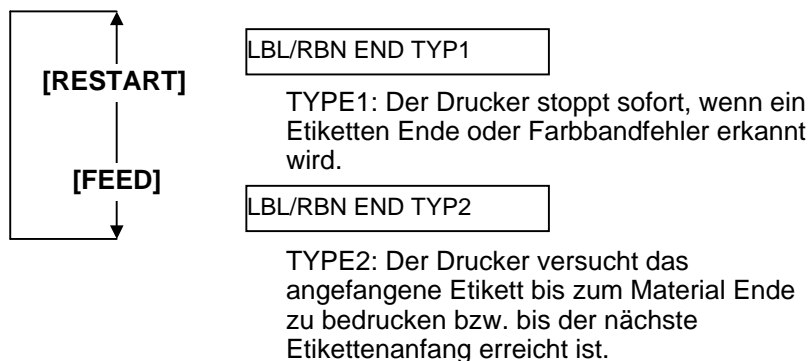 LBL/RBN END TYP1
[RESTART]
TYPE1: Der Drucker stoppt sofort, wenn ein
Etiketten Ende oder Farbbandfehler erkannt
wird.
[FEED]
LBL/RBN END TYP2
TYPE2: Der Drucker versucht das
angefangene Etikett bis zum Material Ende
zu bedrucken bzw. bis der nächste
Etikettenanfang erreicht ist.